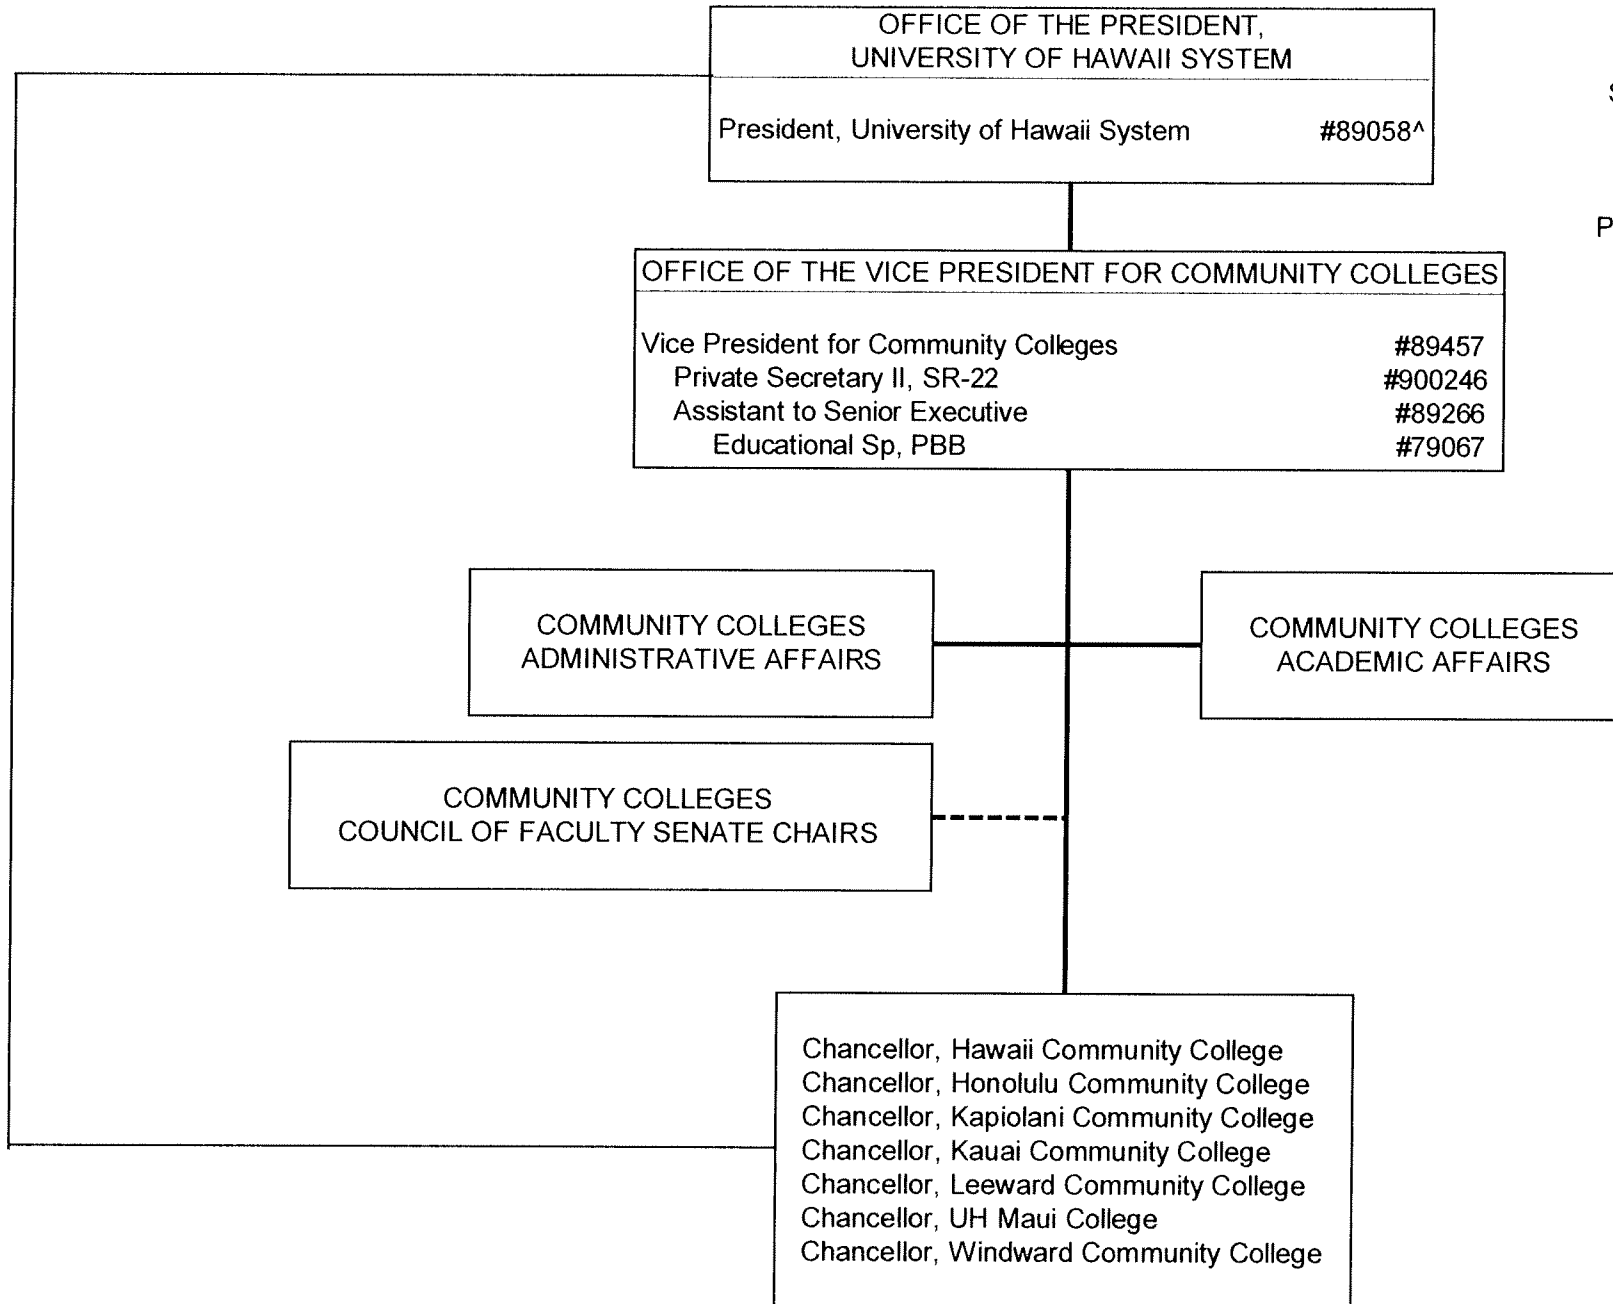 OFFICE OF THE PRESIDENT,
UNIVERSITY OF HAWAII SYSTEM
President, University of Hawaii System #89058^
OFFICE OF THE VICE PRESIDENT FOR COMMUNITY COLLEGES
Vice President for Community Colleges #89457
Private Secretary II, SR-22 #900246
Assistant to Senior Executive #89266
Educational Sp, PBB #79067
COMMUNITY COLLEGES
ADMINISTRATIVE AFFAIRS
COMMUNITY COLLEGES
ACADEMIC AFFAIRS
COMMUNITY COLLEGES
COUNCIL OF FACULTY SENATE CHAIRS
Chancellor, Hawaii Community College
Chancellor, Honolulu Community College
Chancellor, Kapiolani Community College
Chancellor, Kauai Community College
Chancellor, Leeward Community College
Chancellor, UH Maui College
Chancellor, Windward Community College